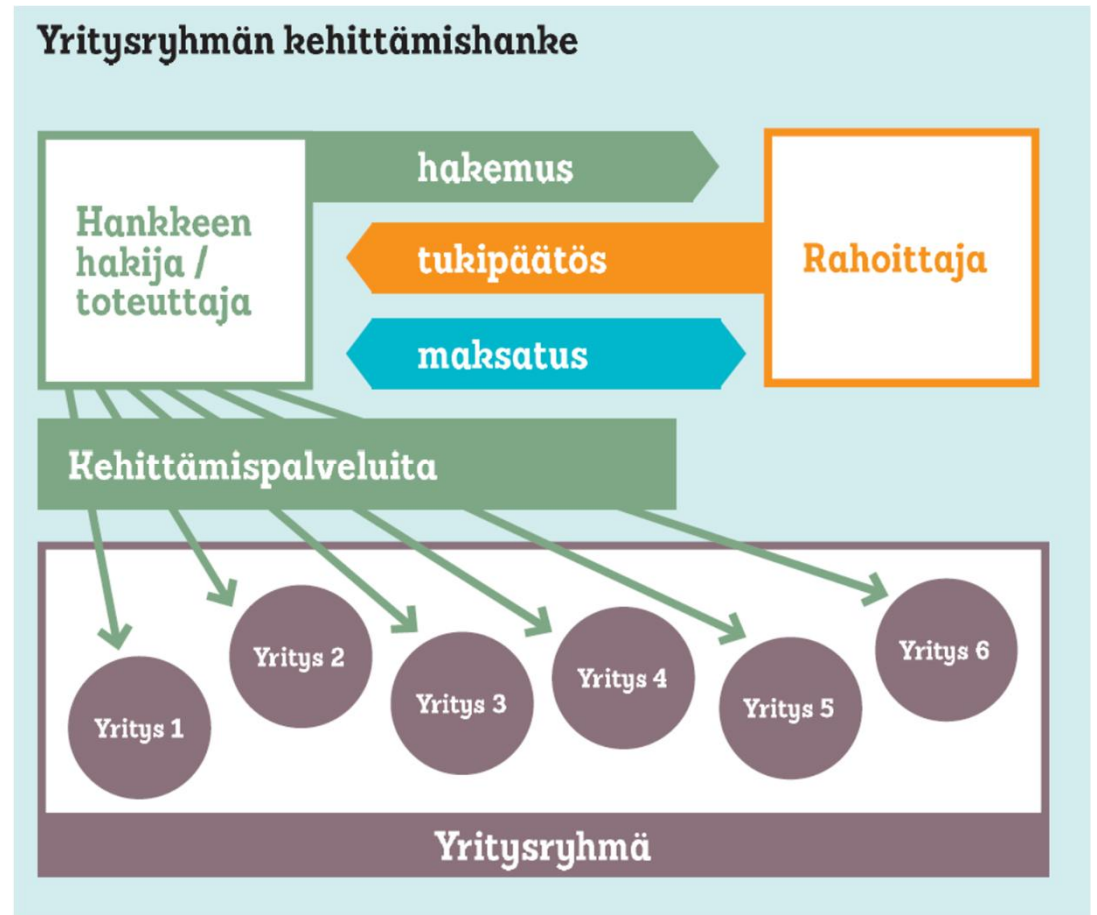 Yritysryhmän kehittämishanke
hakemus
Hankkeen
hakija /
toteuttaja
tukipäätös
Rahoittaja
maksatus
Kehittämispalveluita
Yritys 1
Yritys 2
Yritys 3
Yritys 4
Yritys 5
Yritys 6
Yritysryhmä